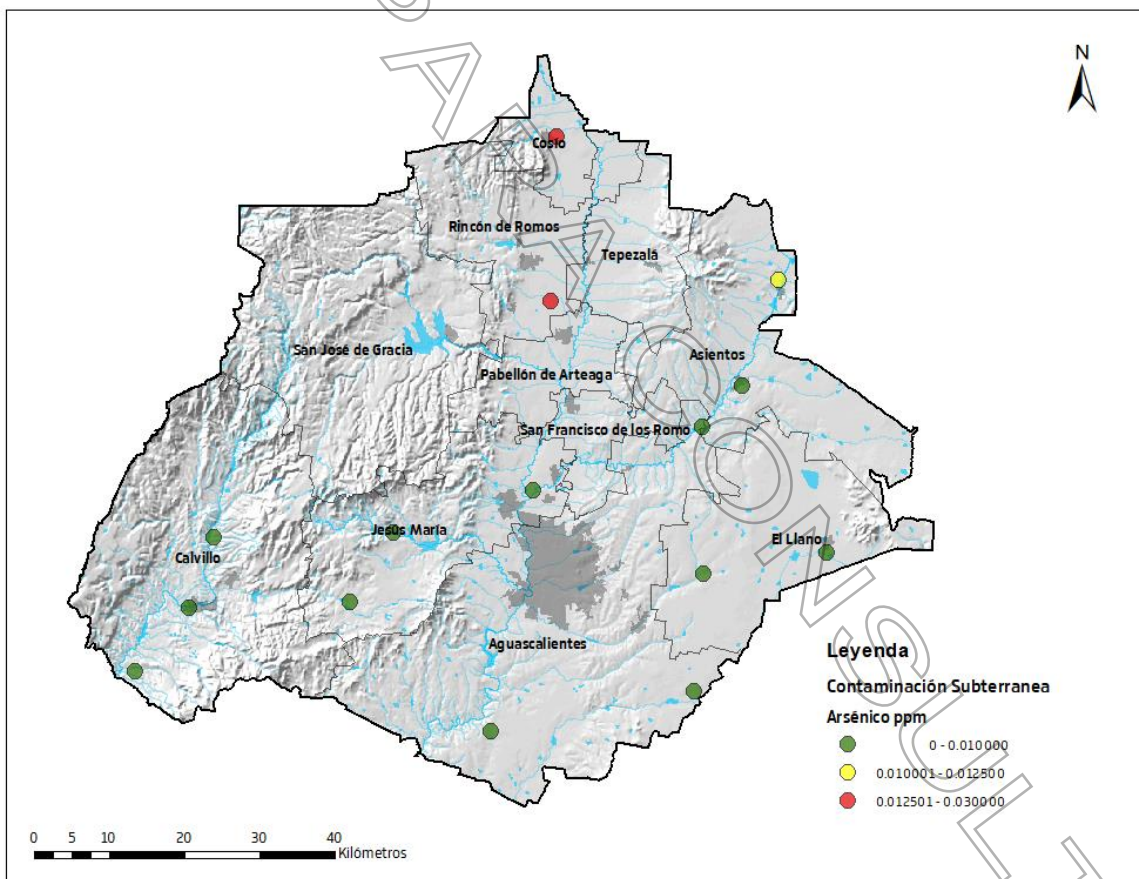 N
Cosío
Rincón de Romos
Tepezalá
San José de Gracia
Asientos
Pabellón de Arteaga
San Francisco de los Romo
Jesús María
El Llano
Calvillo
Aguascalientes
Leyenda
Contaminación Subterranea
Arsénico ppm
0 - 0.010000
0.010001 - 0.012500
0.012501 - 0.030000
0 5 10 20 30 40
Kilómetros
PARA CONSULT